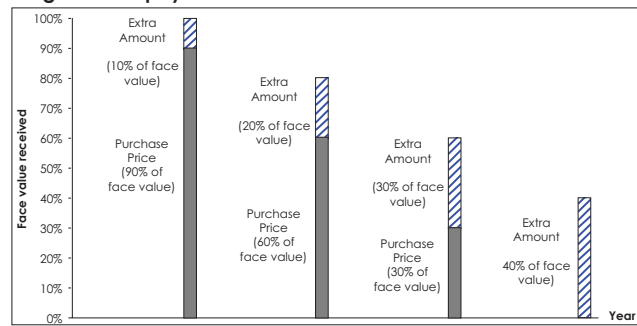 100%
90%
80%
70%
60%
50%
40%
30%
20%
10%
0%
Face value received
Extra
Amount
(10% of face
value)
Purchase
Price
(90% of
face value)
Extra
Amount
(20% of face
value)
Purchase Price
(60% of
face value)
Extra
Amount
(30% of face
value)
Purchase Price
(30% of
face value)
Extra
Amount
40% of face
value)
Year